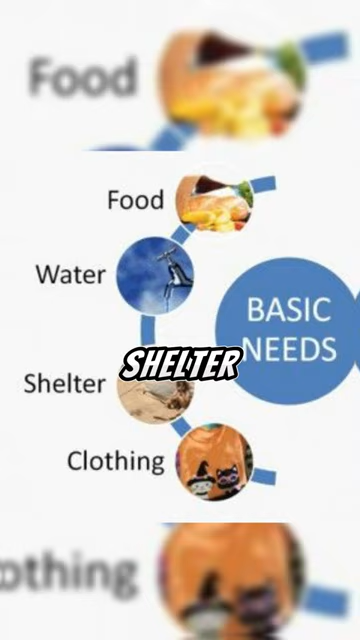 Food
Food
Water
BASIC
NEEDS
SHELTER
Shelter
Clothing
othing